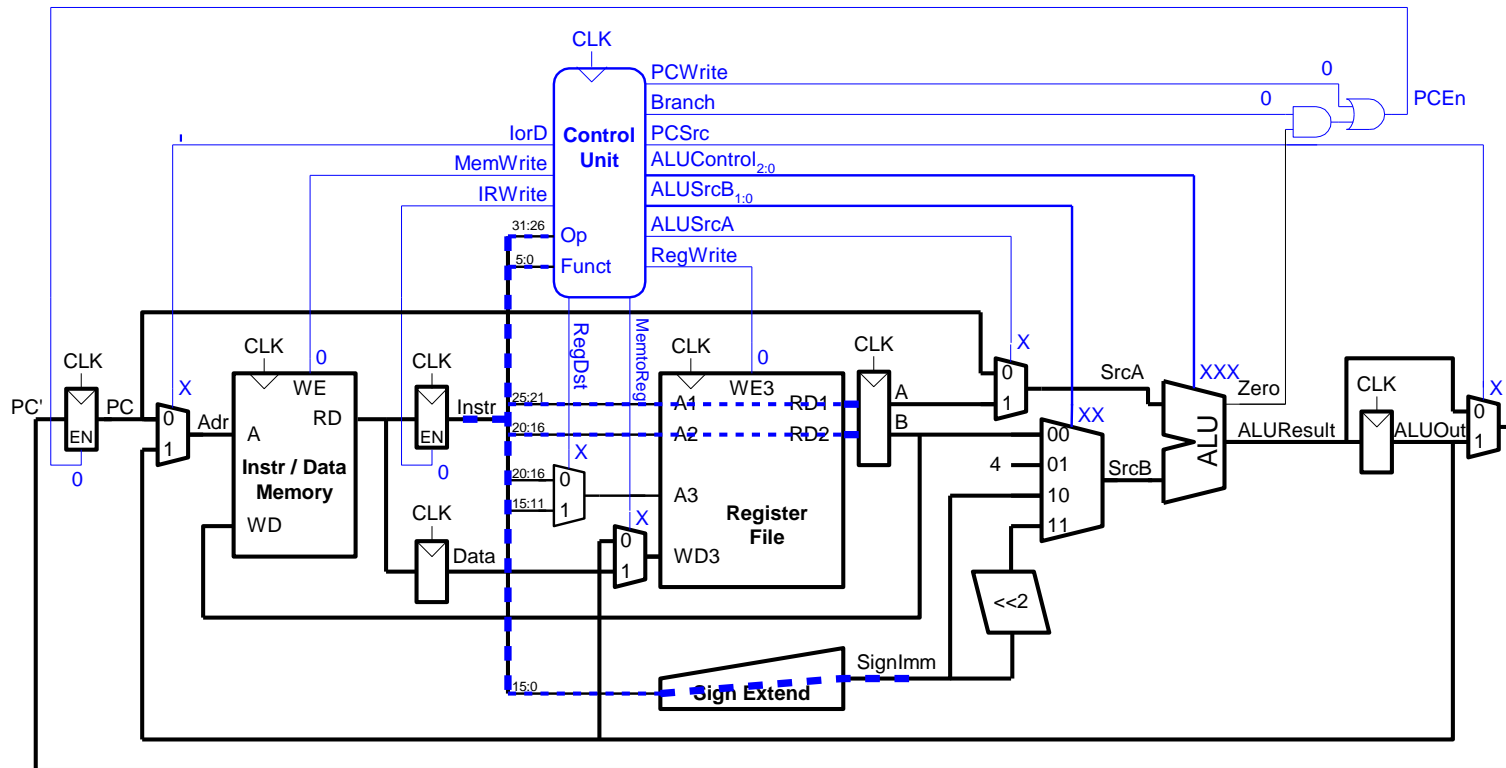 CLK
PCWrite
0
Branch
0
PCEn
IorD
Control
Unit
PCSrc
MemWrite
ALUControl2:0
IRWrite
ALUSrcB1:0
31:26
Op
ALUSrcA
5:0
Funct
RegWrite
RegDst
MemtoReg
CLK
CLK
CLK
CLK
CLK
X
X
0
0
XXX
X
PC'
PC
EN
0
0
1
Adr
WE
RD
A
Instr / Data
Memory
WD
EN
0
Instr
25:21
20:16
A1
A2
WE3
RD1
RD2
A
B
0
1
SrcA
Zero
CLK
0
1
XX
00
4
01
10
11
SrcB
ALU
ALUResult
ALUOut
X
20:16
15:11
0
1
A3
Register
File
WD3
X
0
1
CLK
Data
<<2
SignImm
15:0
Sign Extend